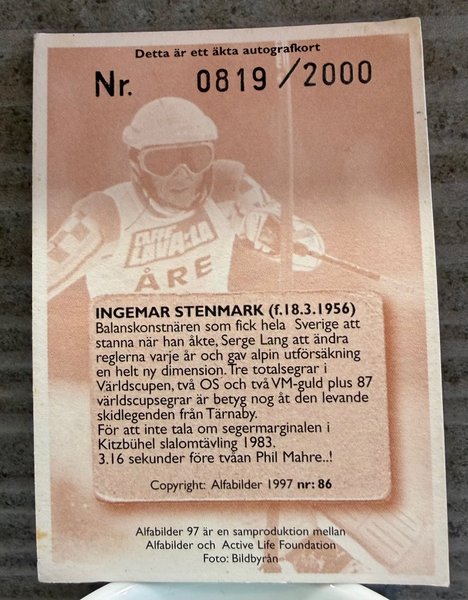 Detta är ett äkta autografkort
Nr. 0819/2000
LAVA:LA
ÅRE
INGEMAR STENMARK (f.18.3.1956)
Balanskonstnären som fick hela Sverige att
stanna när han åkte, Serge Lang att ändra
reglerna varje år och gav alpin utförsåkning
en helt ny dimension. Tre totalsegrar i
Världscupen, två OS och två VM-guld plus 87
världscupsegrar är betyg nog åt den levande
skidlegenden från Tärnaby.
För att inte tala om segermarginalen i
Kitzbühel slalomtävling 1983.
3.16 sekunder före tvåan Phil Mahre..!
Copyright: Alfabilder 1997 nr: 86
Alfabilder 97 är en samproduktion mellan
Alfabilder och Active Life Foundation
Foto: Bildbyrån